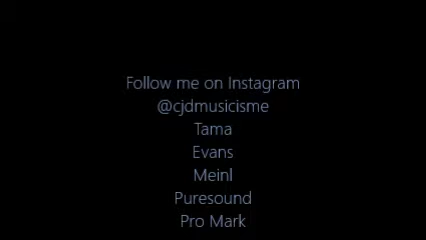 Follow me on Instagram
@cjdmusicisme
Tama
Evans
Meinl
Puresound
Pro Mark